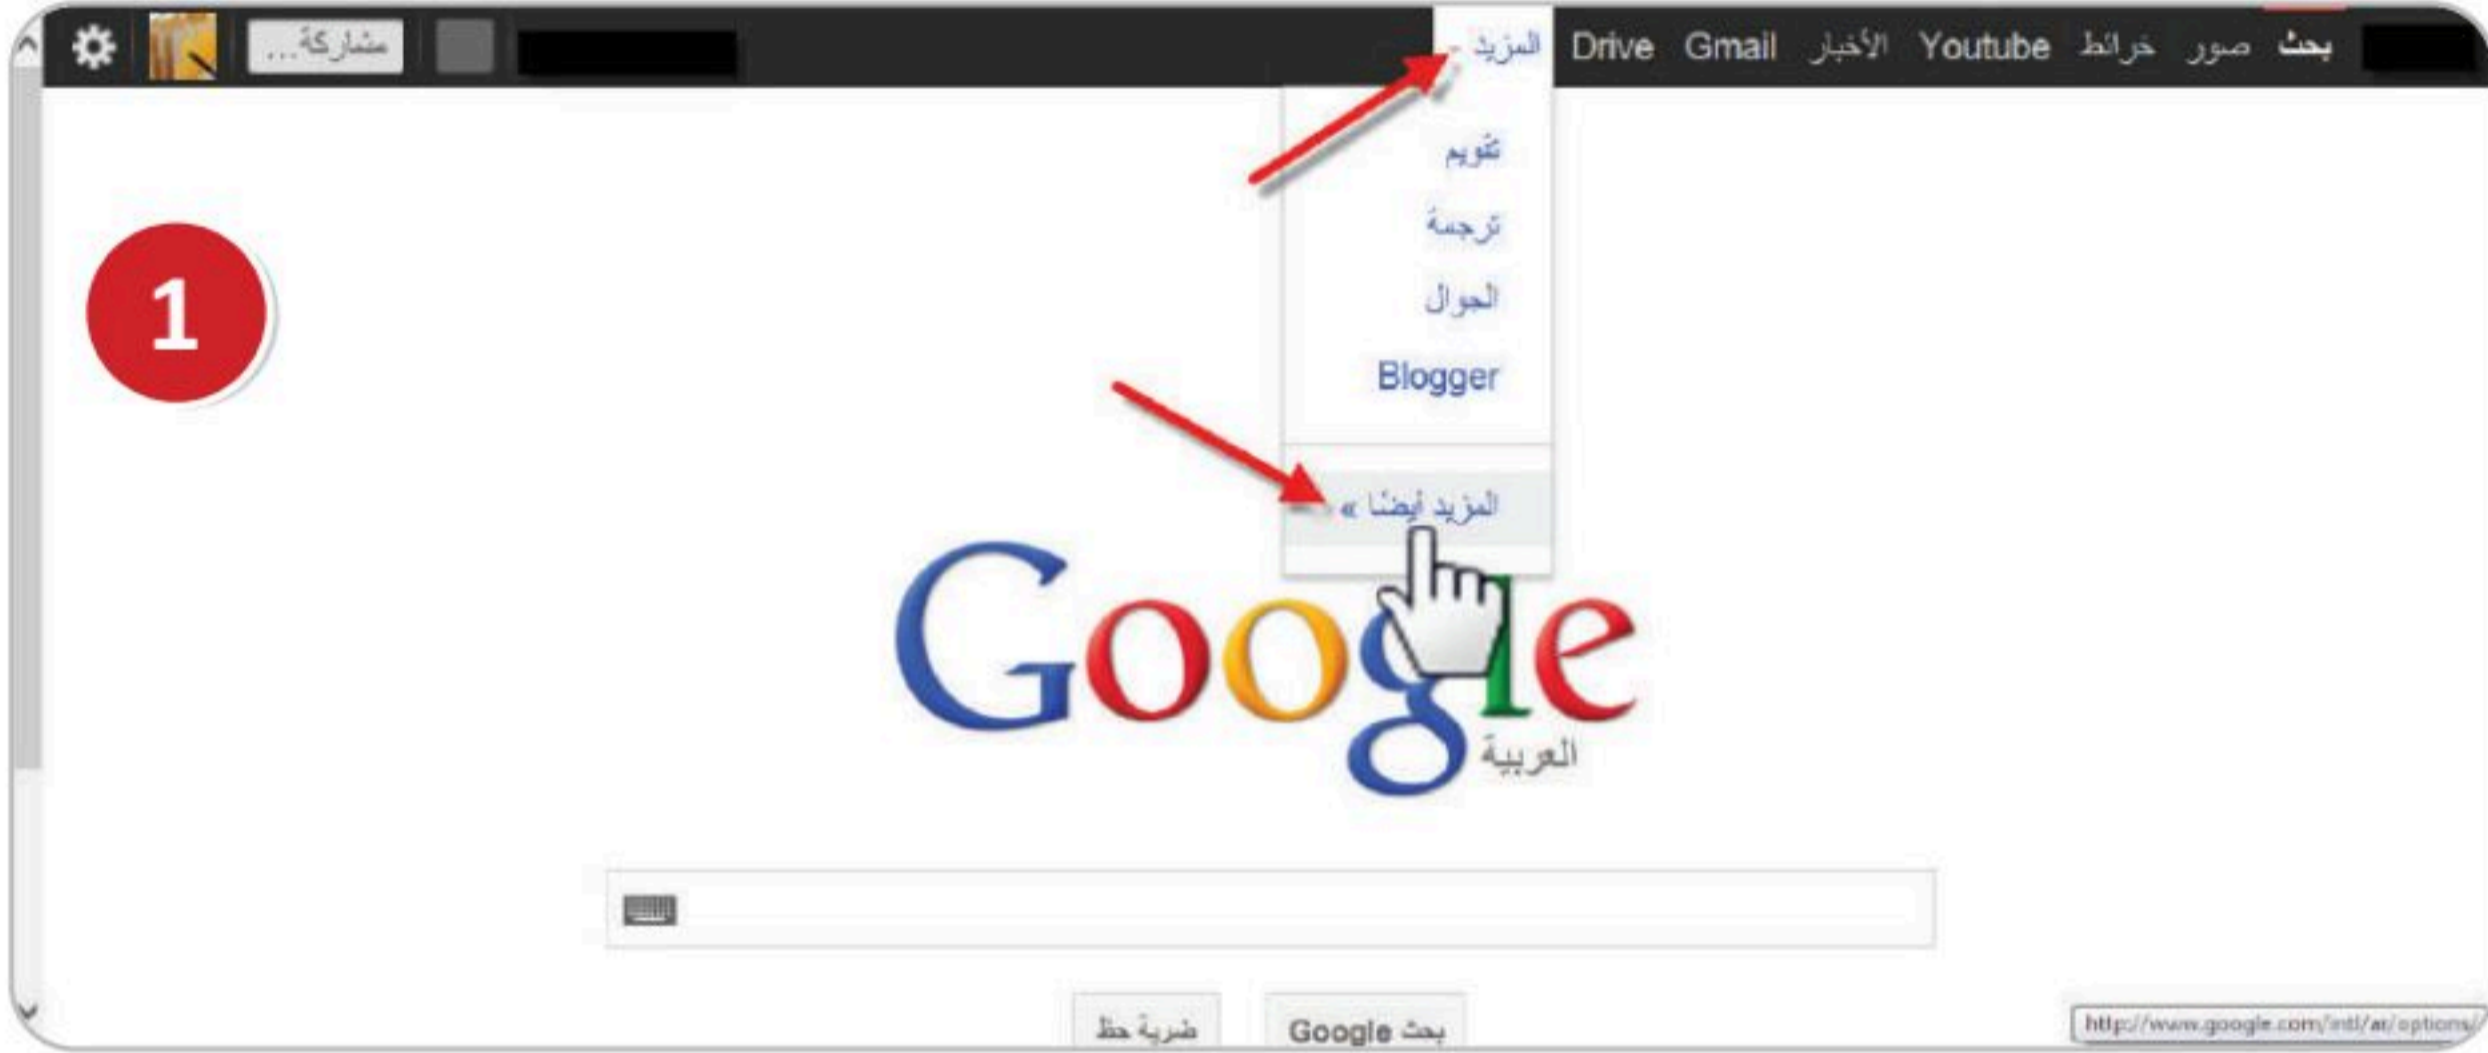 بحث صور خرائط Youtube الأخبار Gmail Drive المزيد
مشاركة...
تقويم
ترجمة
الجوال
Blogger
المزيد أيضًا »
1
Google
العربية
بحث Google
ضربة حظ
http://www.google.com/intl/ar/options/